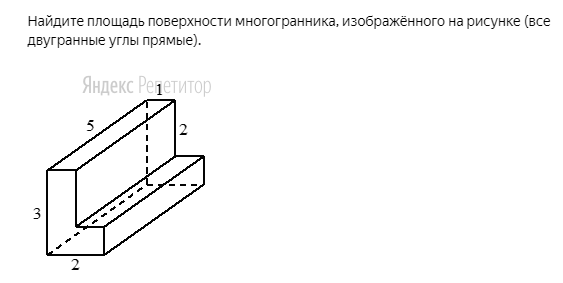 Найдите площадь поверхности многогранника, изображённого на рисунке (все
двугранные углы прямые).
Яндекс Репетитор
1
5
2
3
2